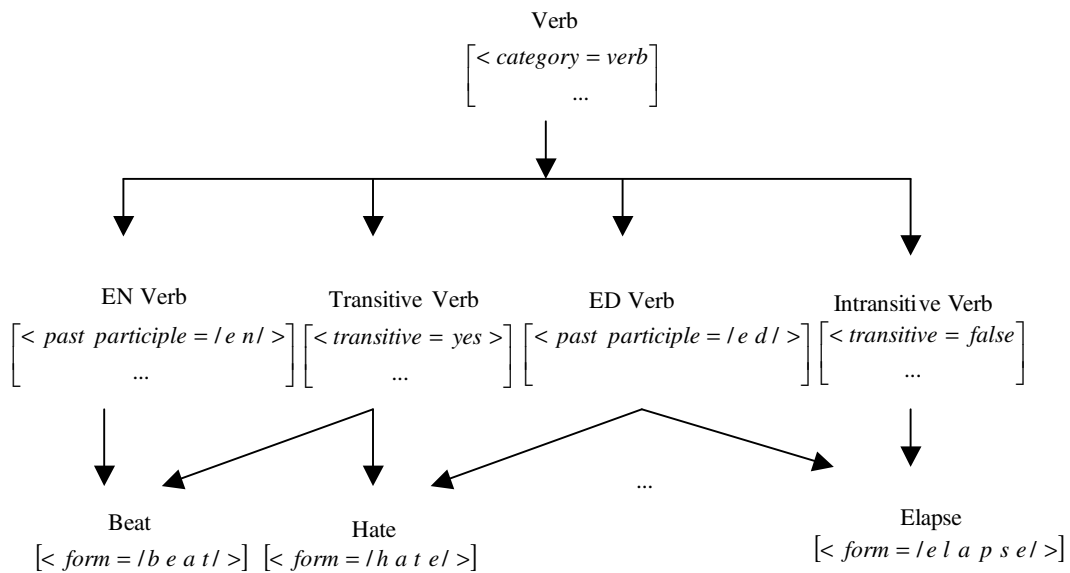 Verb
< category = verb
...
EN Verb
< past participle = / e n / >
...
Transitive Verb
< transitive = yes >
...
ED Verb
< past participle = / e d / >
...
Intransitive Verb
< transitive = false
...
...
Beat
[< form = / b e a t / >]
Hate
[< form = / h a t e / >]
Elapse
[< form = / e l a p s e / >]